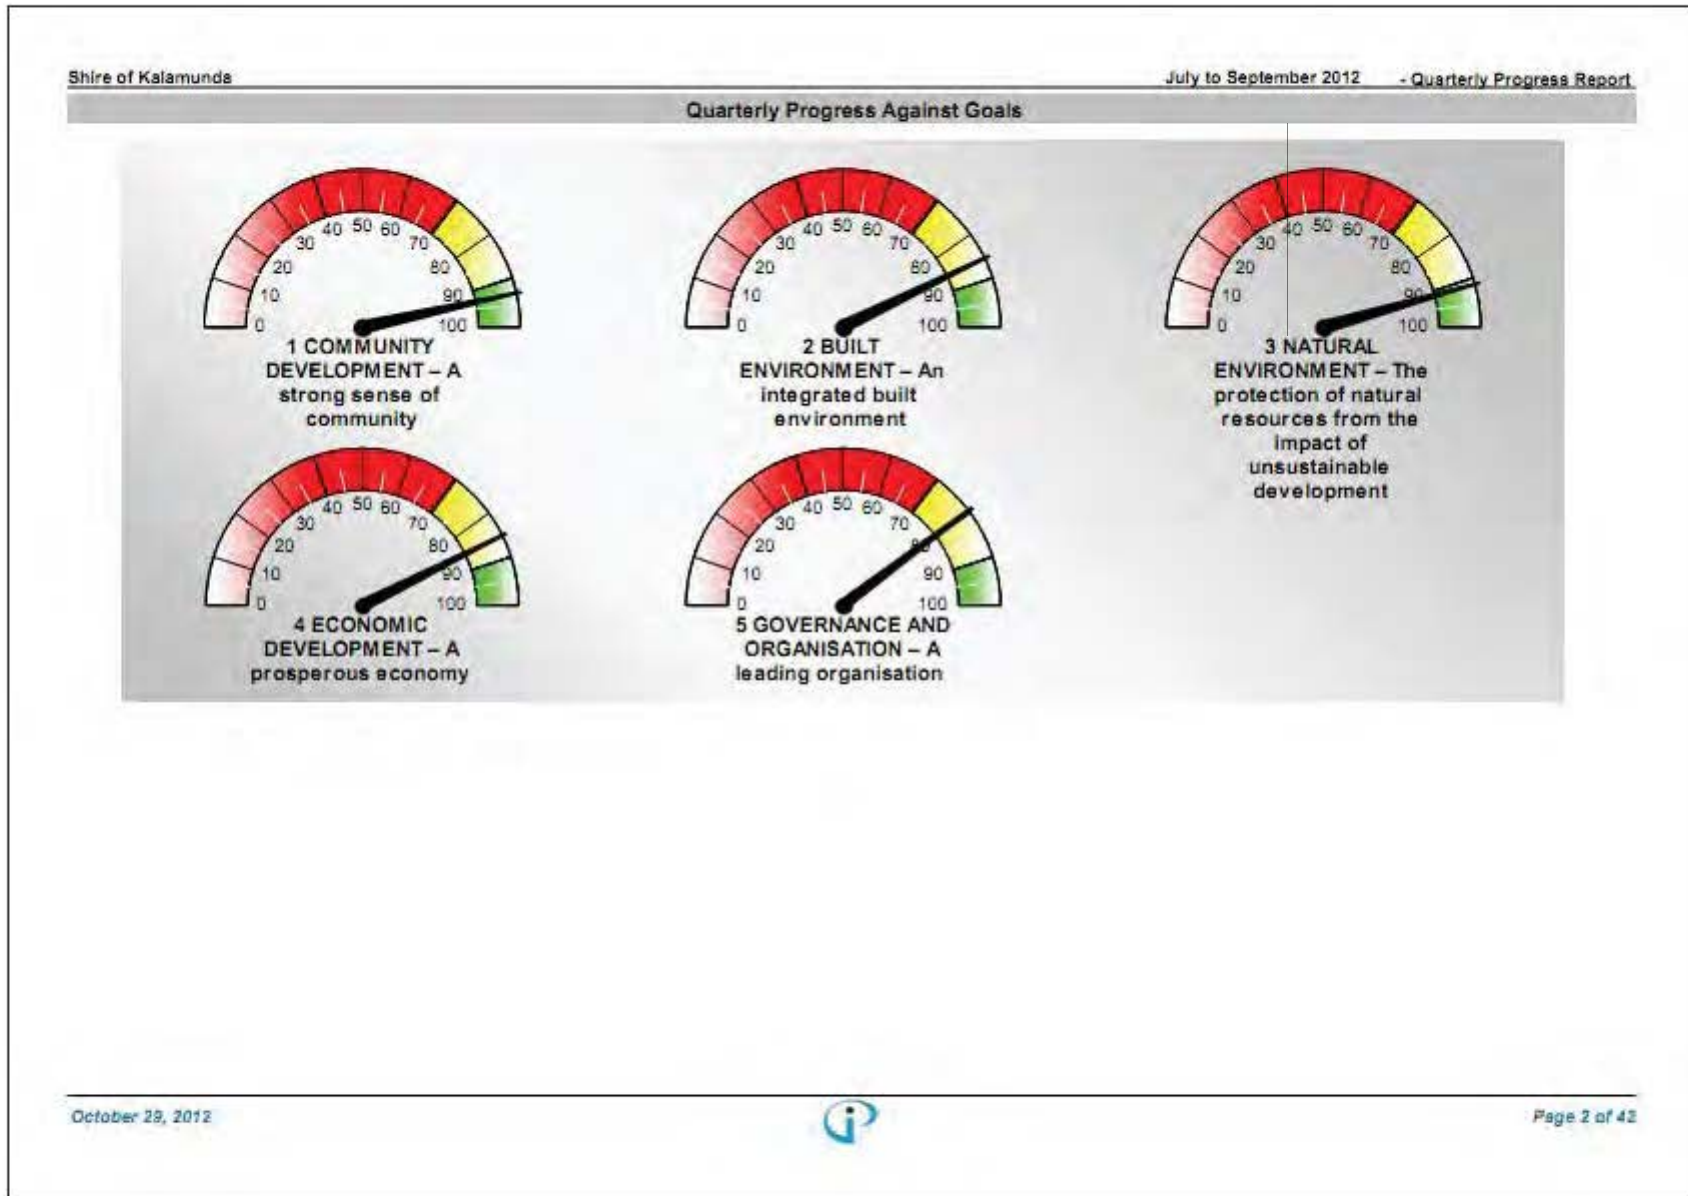 Shire of Kalamunda
July to September 2012 - Quarterly Progress Report
Quarterly Progress Against Goals
0 10 20 30 40 50 60 70 80 90 100
1 COMMUNITY
DEVELOPMENT – A
strong sense of
community
0 10 20 30 40 50 60 70 80 90 100
2 BUILT
ENVIRONMENT – An
integrated built
environment
0 10 20 30 40 50 60 70 80 90 100
3 NATURAL
ENVIRONMENT – The
protection of natural
resources from the
impact of
unsustainable
development
0 10 20 30 40 50 60 70 80 90 100
4 ECONOMIC
DEVELOPMENT – A
prosperous economy
0 10 20 30 40 50 60 70 80 90 100
5 GOVERNANCE AND
ORGANISATION – A
leading organisation
October 29, 2012
Page 2 of 42